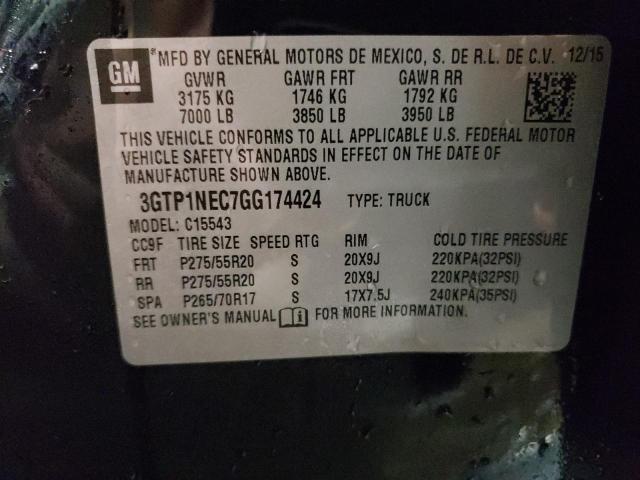 GM
*MFD BY GENERAL MOTORS DE MEXICO, S. DE R.L. DE C.V. 12/15
GVWR GAWR FRT GAWR RR
3175 KG 1746 KG 1792 KG
7000 LB 3850 LB 3950 LB
THIS VEHICLE CONFORMS TO ALL APPLICABLE U.S. FEDERAL MOTOR
VEHICLE SAFETY STANDARDS IN EFFECT ON THE DATE OF
MANUFACTURE SHOWN ABOVE.
3GTP1NEC7GG174424 TYPE: TRUCK
MODEL: C15543
CC9F TIRE SIZE SPEED RTG RIM COLD TIRE PRESSURE
FRT P275/55R20 S 20X9J 220KPA(32PSI)
RR P275/55R20 S 20X9J 220KPA(32PSI)
SPA P265/70R17 S 17X7.5J 240KPA(35PSI)
SEE OWNER'S MANUAL FOR MORE INFORMATION.